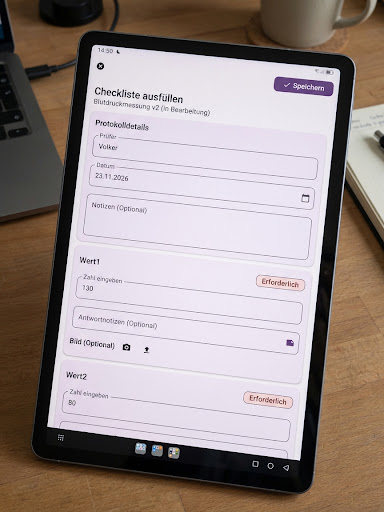 14:50
Speichern
Checkliste ausfüllen
Blutdruckmessung v2 (in Bearbeitung)
Protokolldetails
Prüfer
Volker
Datum
23.11.2026
Notizen (Optional)
Wert1
Erforderlich
Zahl eingeben
130
Antwortnotizen (Optional)
Bild (Optional)
Wert2
Erforderlich
Zahl eingeben
80